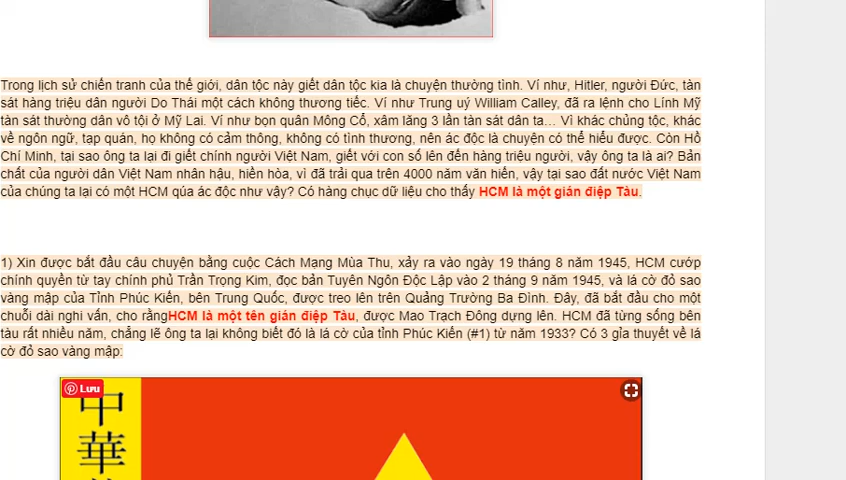 Trong lịch sử chiến tranh của thế giới, dân tộc này giết dân tộc kia là chuyện thường tình. Ví như, Hitler, người Đức, tàn
sát hàng triệu dân người Do Thái một cách không thương tiếc. Ví như Trung uý William Calley, đã ra lệnh cho Lính Mỹ
tàn sát thường dân vô tội ở Mỹ Lai. Ví như bọn quân Mông Cổ, xâm lăng 3 lần tàn sát dân ta... Vì khác chủng tộc, khác
về ngôn ngữ, tạp quán, họ không có cảm thông, không có tình thương, nên ác độc là chuyện có thể hiểu được. Còn Hồ
Chí Minh, tại sao ông ta lại đi giết chính người Việt Nam, giết với con số lên đến hàng triệu người, vậy ông ta là ai? Bản
chất của người dân Việt Nam nhân hậu, hiền hòa, vì đã trải qua trên 4000 năm văn hiến, vậy tại sao đất nước Việt Nam
của chúng ta lại có một HCM qúa ác độc như vậy? Có hàng chục dữ liệu cho thấy HCM là một gián điệp Tàu.
1) Xin được bắt đầu câu chuyện bằng cuộc Cách Mạng Mùa Thu, xảy ra vào ngày 19 tháng 8 năm 1945, HCM cướp
chính quyền từ tay chính phủ Trần Trọng Kim, đọc bản Tuyên Ngôn Độc Lập vào 2 tháng 9 năm 1945, và lá cờ đỏ sao
vàng mập của Tỉnh Phúc Kiến, bên Trung Quốc, được treo lên trên Quảng Trường Ba Đình. Đây, đã bắt đầu cho một
chuỗi dài nghi vấn, cho rằngHCM là một tên gián điệp Tàu, được Mao Trạch Đông dựng lên. HCM đã từng sống bên
tàu rất nhiều năm, chẳng lẽ ông ta lại không biết đó là lá cờ của tỉnh Phúc Kiến (#1) từ năm 1933? Có 3 gỉa thuyết về lá
cờ đỏ sao vàng mập:
Lưu
中
華